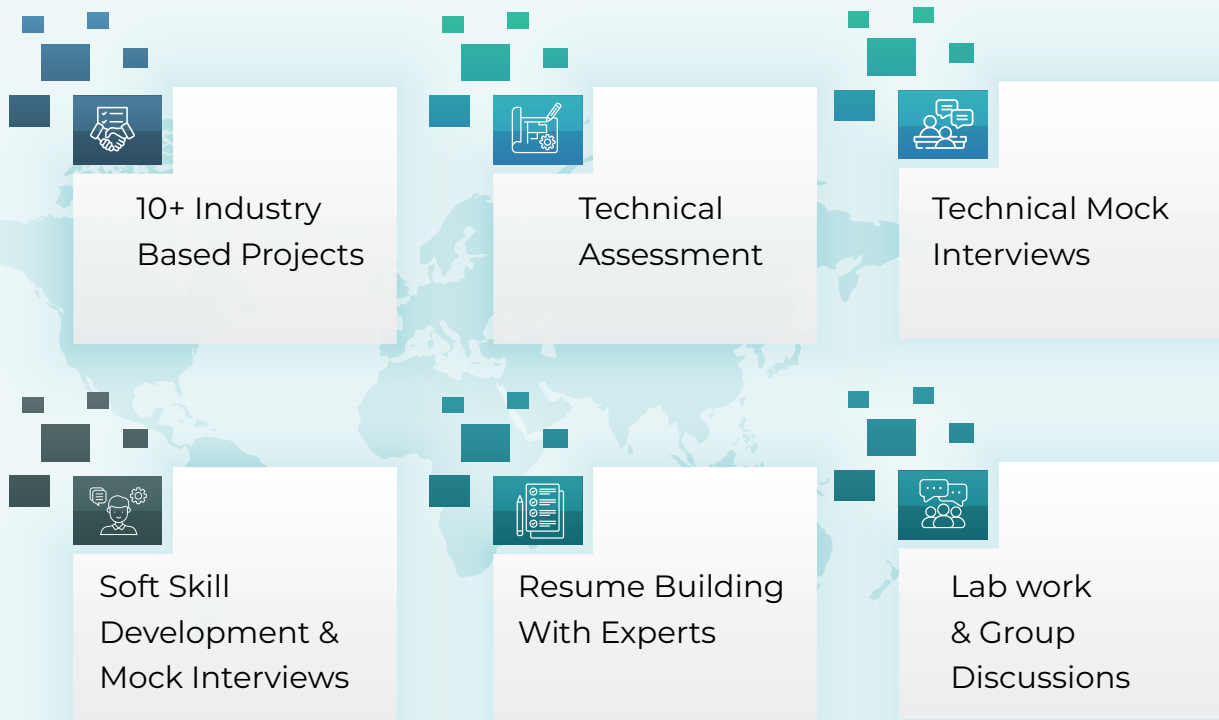 10+ Industry
Based Projects
Technical
Assessment
Technical Mock
Interviews
Soft Skill
Development &
Mock Interviews
Resume Building
With Experts
Lab work
& Group
Discussions